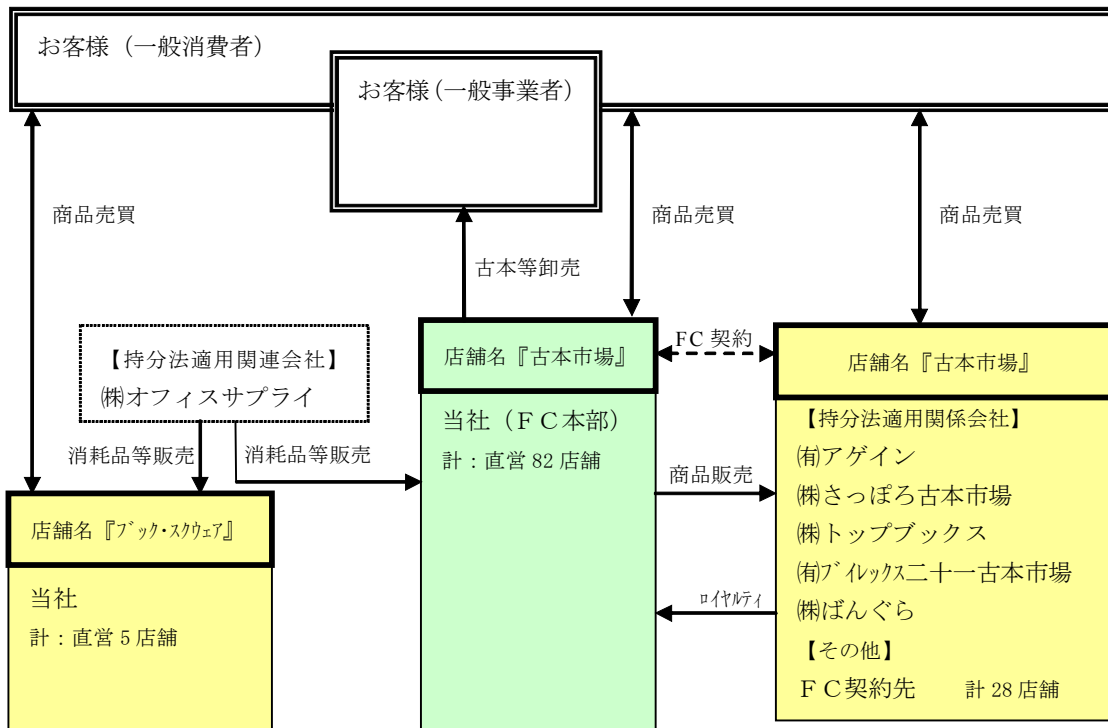 お客様（一般消費者）
お客様（一般事業者）
商品売買
商品売買
商品売買
古本等卸売
【持分法適用関連会社】
㈱オフィスサプライ
店舗名『古本市場』
FC 契約
店舗名『古本市場』
消耗品等販売
消耗品等販売
当社（ＦＣ本部）
計：直営 82 店舗
商品販売
ﾛｲﾔﾙﾃｨ
【持分法適用関係会社】
㈲アゲイン
㈱さっぽろ古本市場
㈱トップブックス
㈲ﾌﾞｲﾚｯｸｽ二十一古本市場
㈱ばんぐら
【その他】
ＦＣ契約先　計 28 店舗
店舗名『ﾌﾞｯｸ・ｽｸｳｪｱ』
当社
計：直営 5 店舗